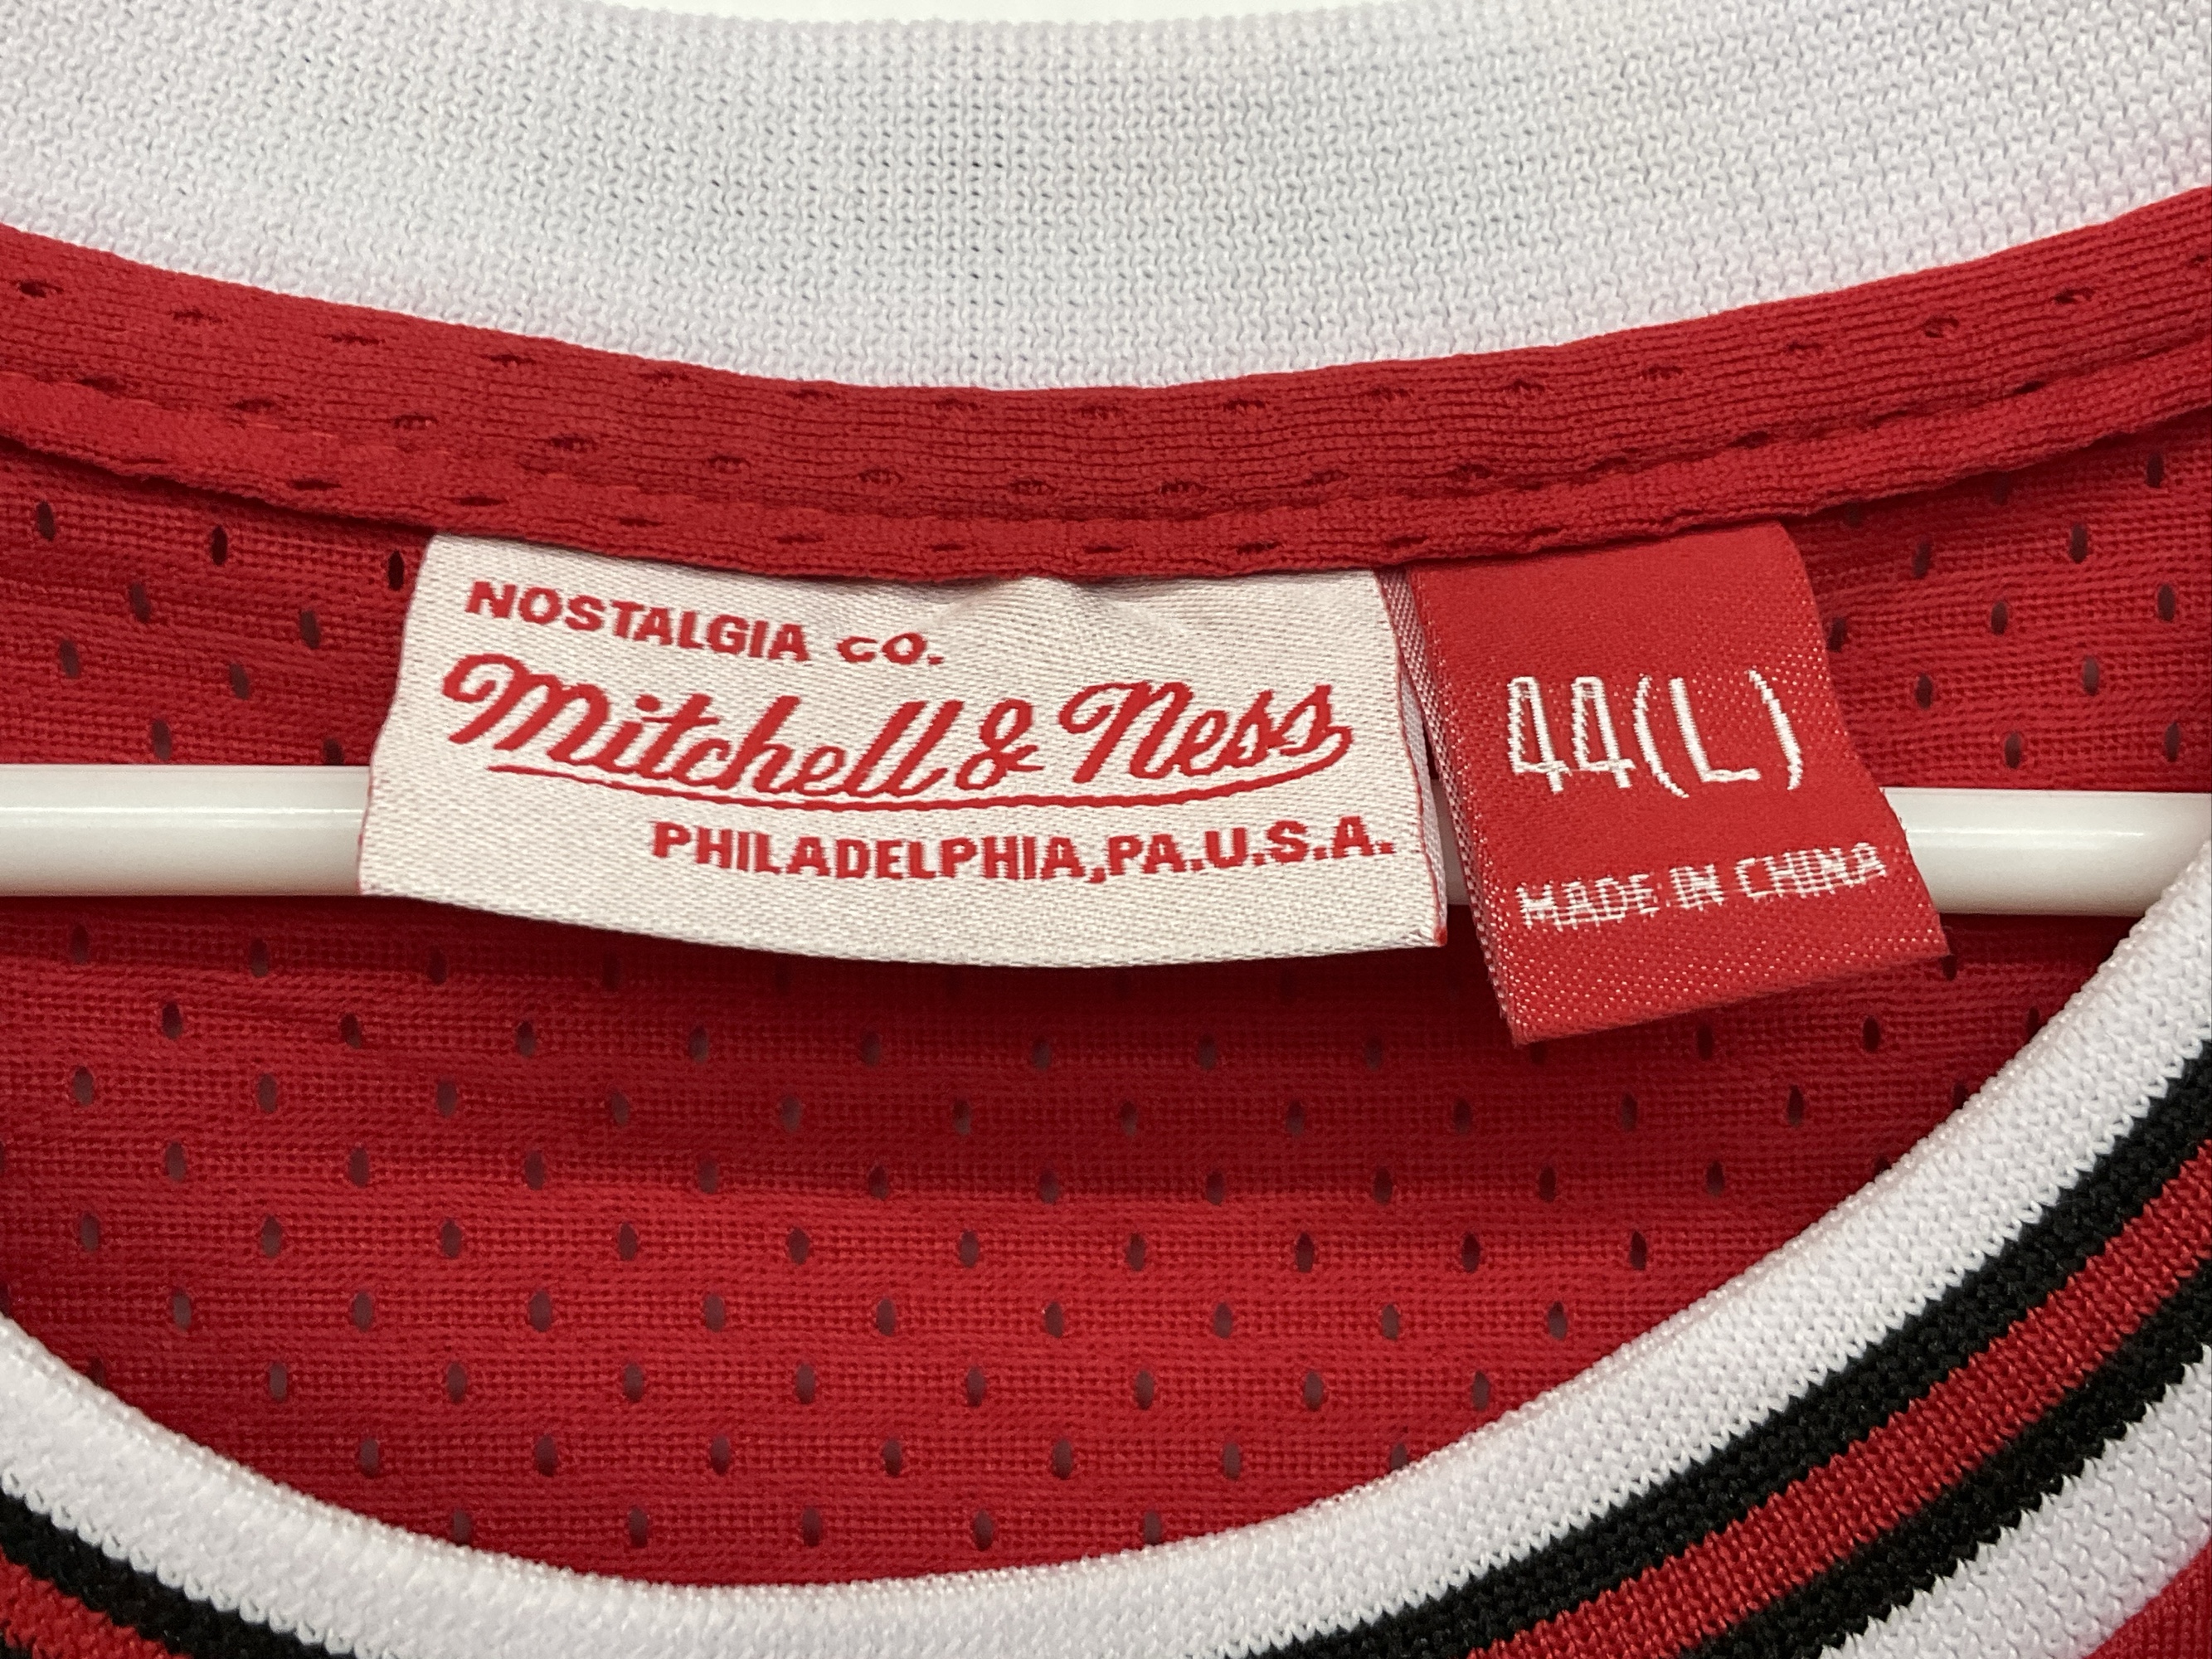 NOSTALGIA CO.
Mitchell & Ness
PHILADELPHIA,PA.U.S.A.
44(L)
MADE IN CHINA